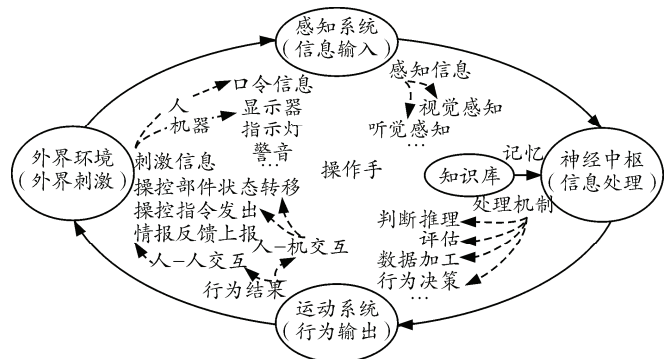 感知系统
(信息输入)
感知信息
视觉感知
听觉感知
…
人
机器
口令信息
显示器
指示灯
警音
…
外界环境
(外界刺激)
刺激信息
操作手
知识库
记忆
神经中枢
(信息处理)
处理机制
判断推理
评估
数据加工
行为决策
…
操控部件状态转移
操控指令发出
情报反馈上报
人-机交互
人-人交互
行为结果
运动系统
(行为输出)